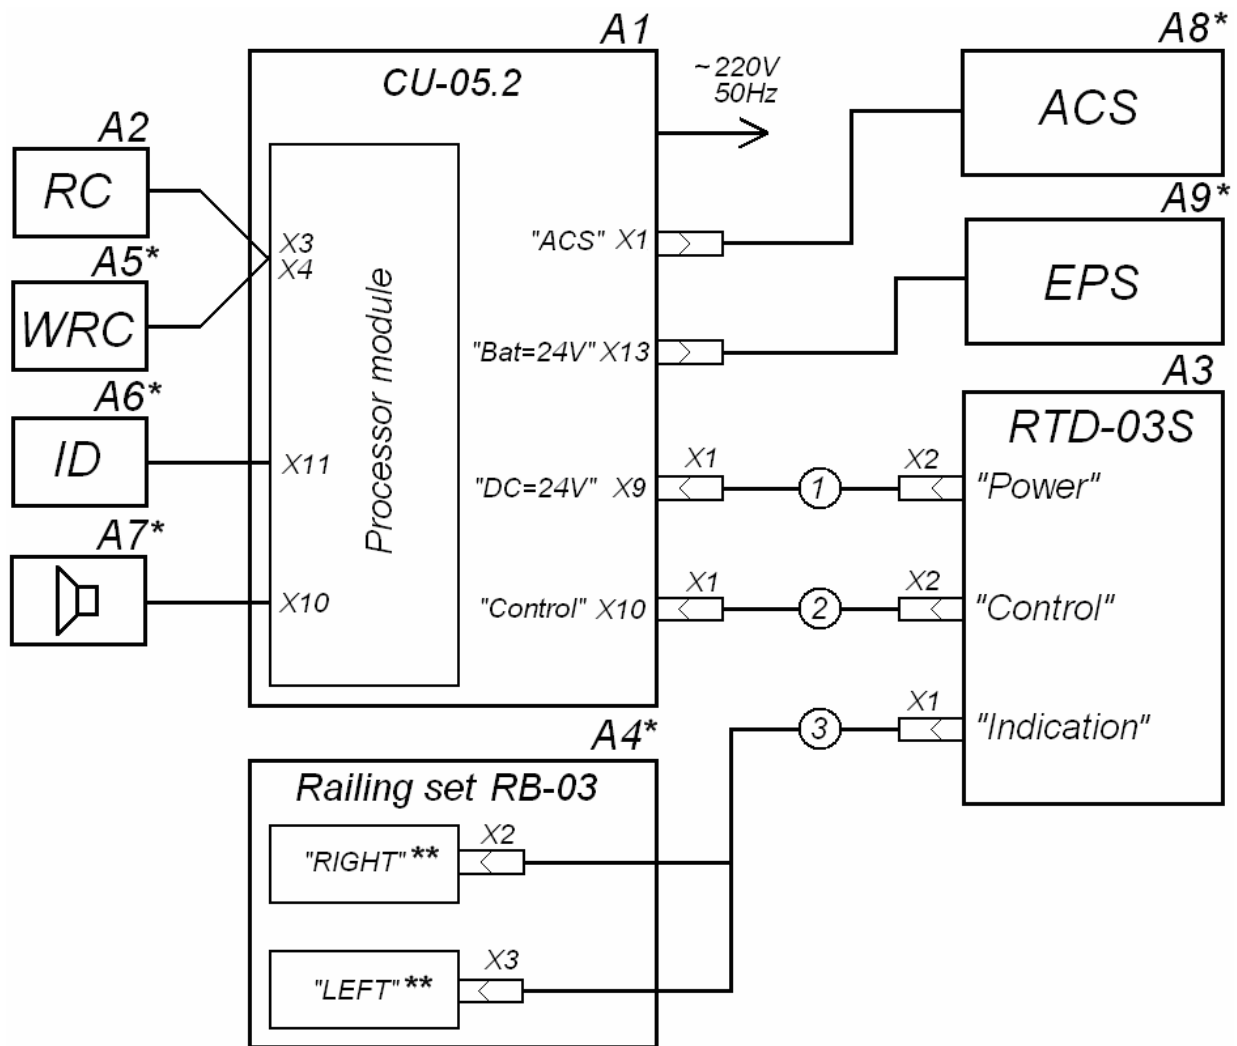 A1
A8*
CU-05.2
~220V
50Hz
ACS
A2
RC
A9*
A5*
X3
X4
"ACS" X1
EPS
WRC
Processor module
"Bat=24V" X13
A3
A6*
RTD-03S
ID
X11
"DC=24V" X9
X1
1
X2
"Power"
A7*
X10
"Control" X10
X1
2
X2
"Control"
3
X1
"Indication"
A4*
Railing set RB-03
"RIGHT" **
X2
"LEFT" **
X3